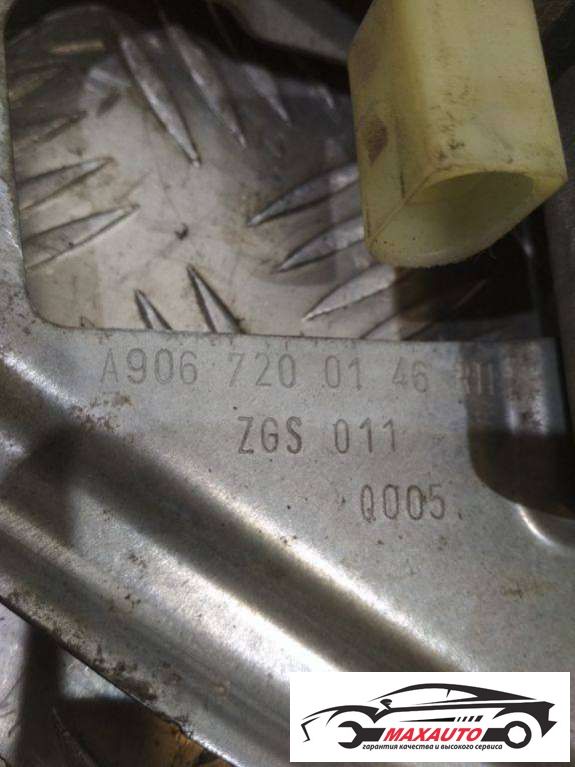 A906 720 01 46
ZGS 011
Q005
MAXAUTO
гарантия качества и высокого сервиса